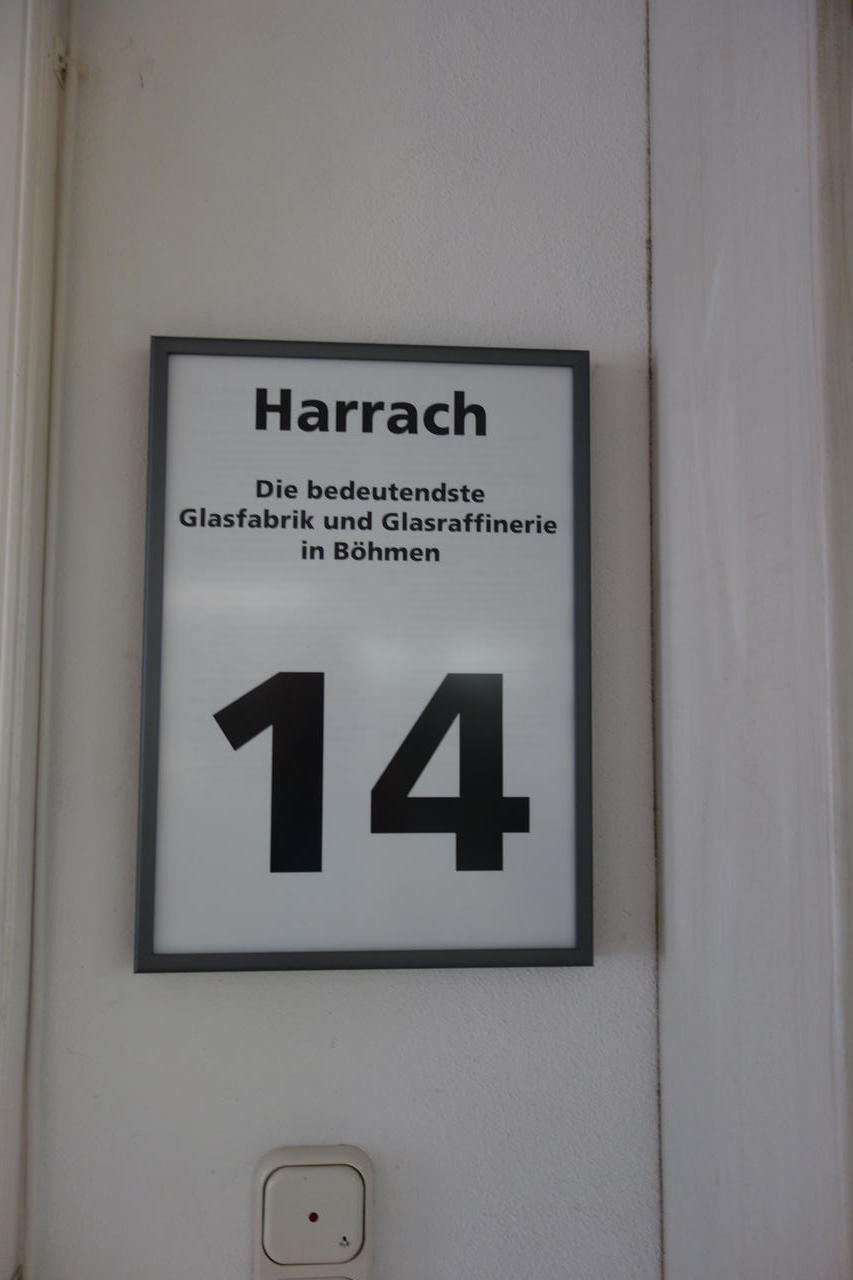 Harrach
Die bedeutendste
Glasfabrik und Glasraffinerie
in Böhmen
14